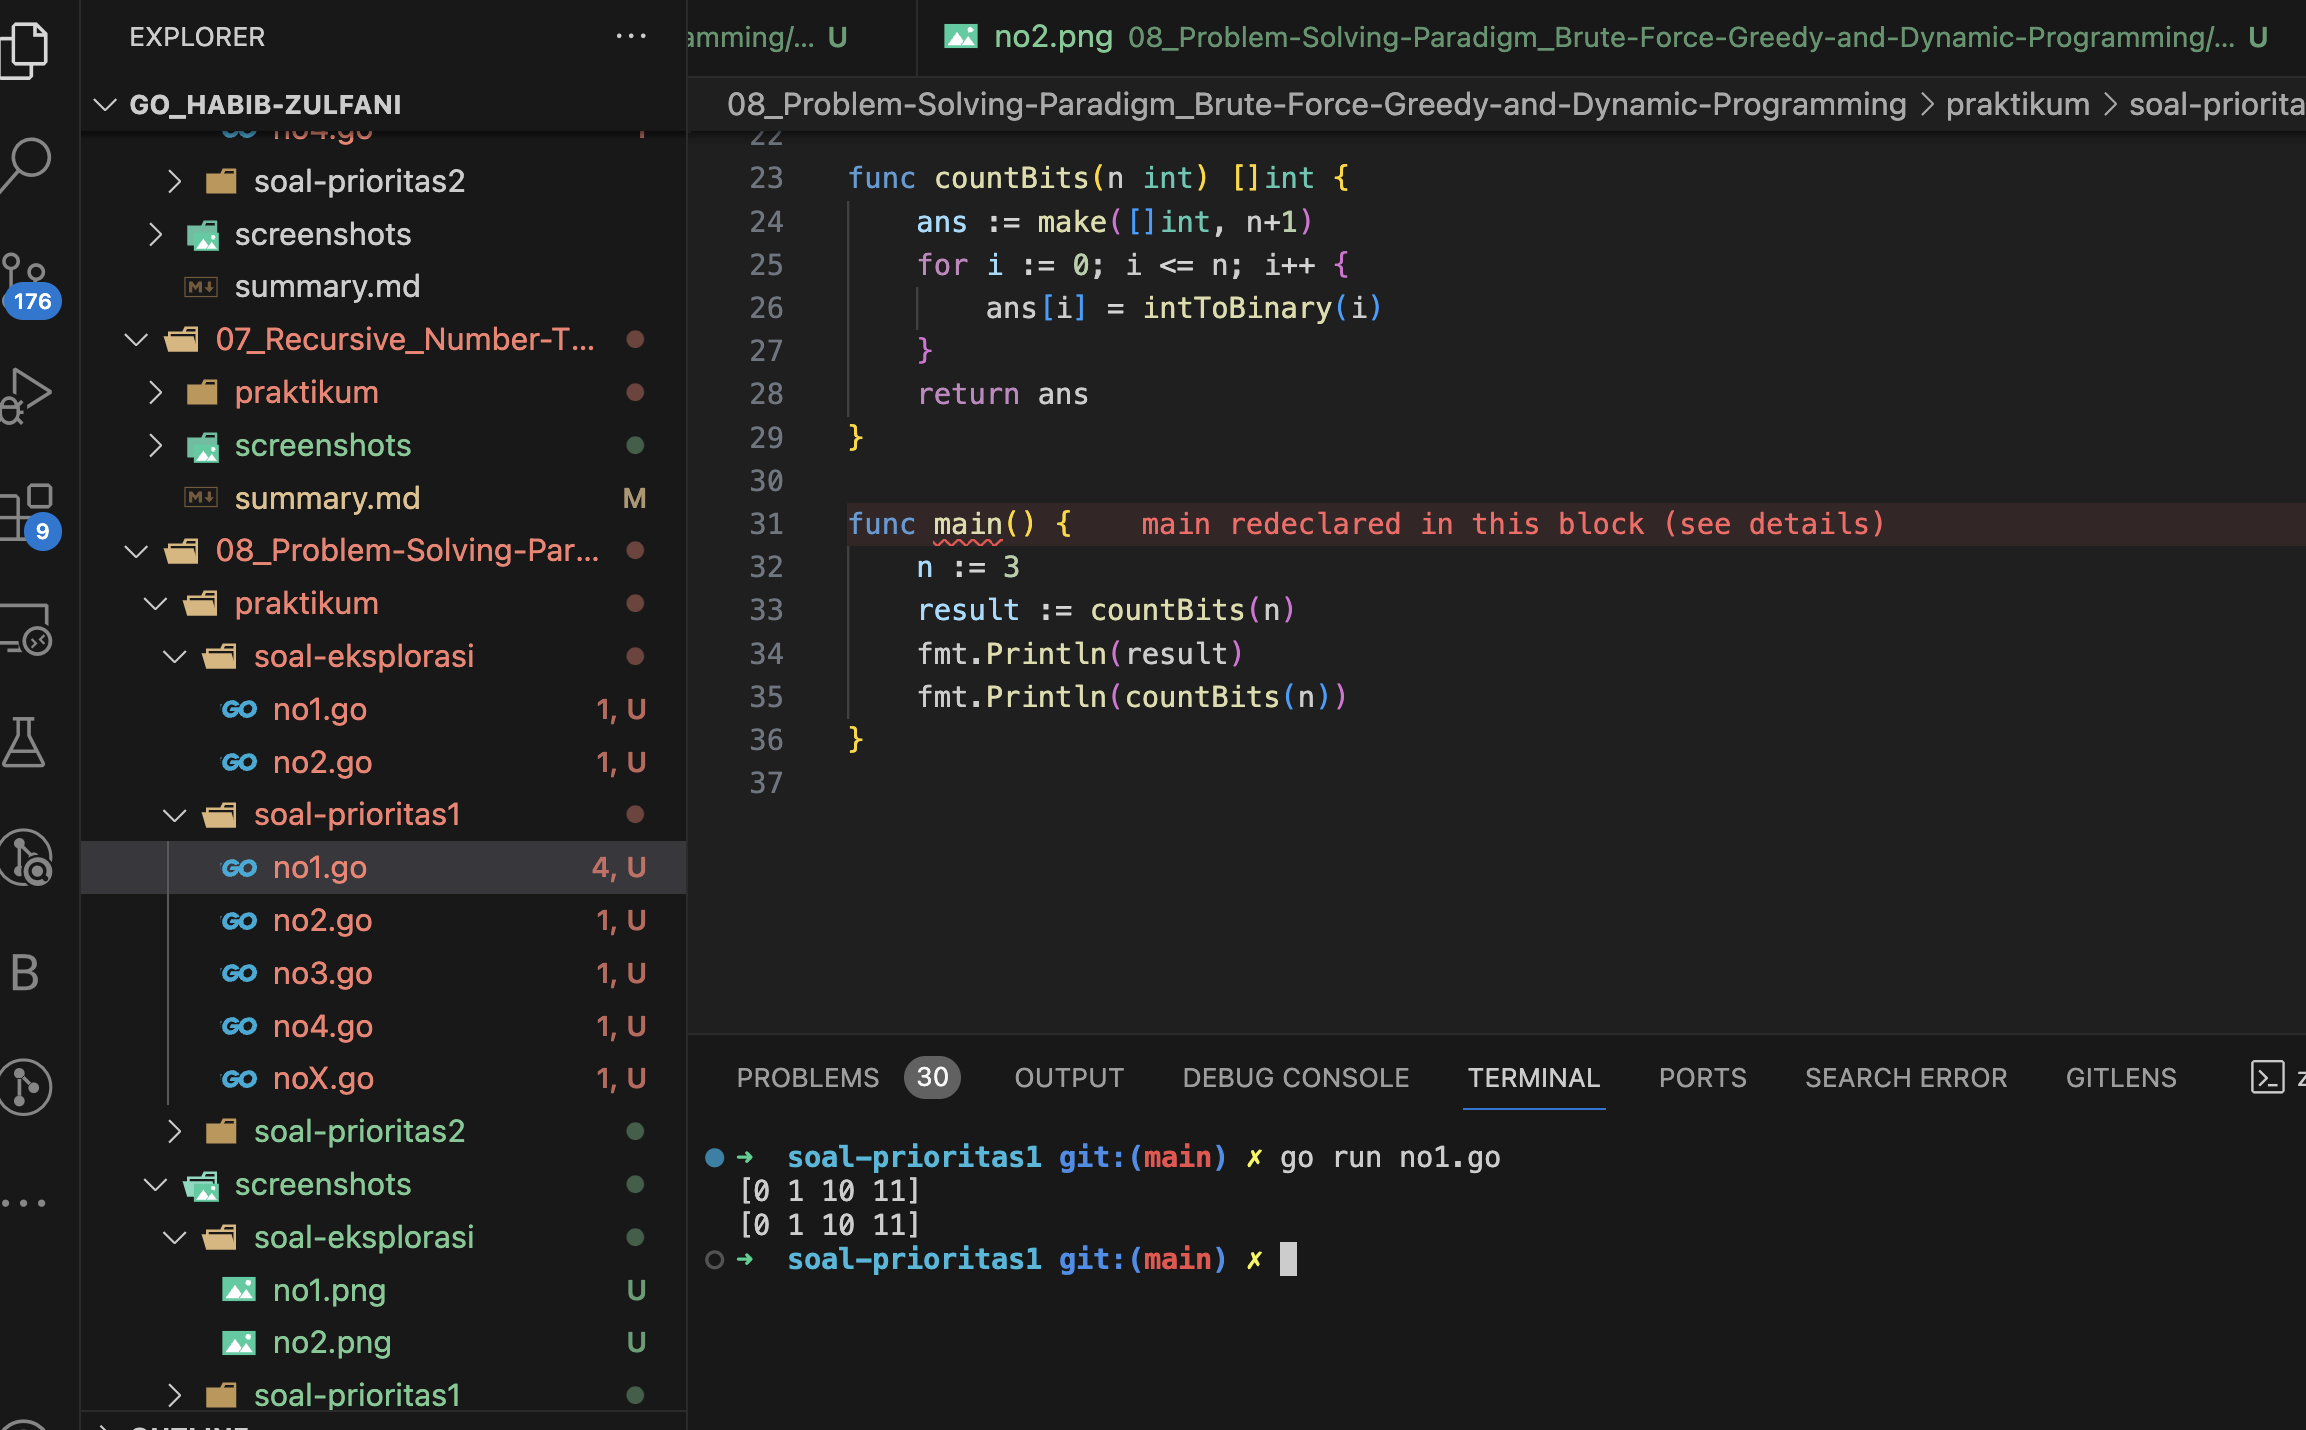 EXPLORER
GO_HABIB-ZULFANI
no4.go
soal-prioritas2
screenshots
summary.md
07_Recursive_Number-T...
praktikum
screenshots
summary.md M
08_Problem-Solving-Par...
praktikum
soal-eksplorasi
no1.go 1, U
no2.go 1, U
soal-prioritas1
no1.go 4, U
no2.go 1, U
no3.go 1, U
no4.go 1, U
noX.go 1, U
soal-prioritas2
screenshots
soal-eksplorasi
no1.png U
no2.png U
soal-prioritas1
176
9
B
amming/... U
no2.png 08_Problem-Solving-Paradigm_Brute-Force-Greedy-and-Dynamic-Programming/... U
08_Problem-Solving-Paradigm_Brute-Force-Greedy-and-Dynamic-Programming > praktikum > soal-priorita
22
23 func countBits(n int) []int {
24 ans := make([]int, n+1)
25 for i := 0; i <= n; i++ {
26 ans[i] = intToBinary(i)
27 }
28 return ans
29 }
30
31 func main() { main redeclared in this block (see details)
32 n := 3
33 result := countBits(n)
34 fmt.Println(result)
35 fmt.Println(countBits(n))
36 }
37
PROBLEMS 30 OUTPUT DEBUG CONSOLE TERMINAL PORTS SEARCH ERROR GITLENS z
➜ soal-prioritas1 git:(main) ✗ go run no1.go
[0 1 10 11]
[0 1 10 11]
➜ soal-prioritas1 git:(main) ✗